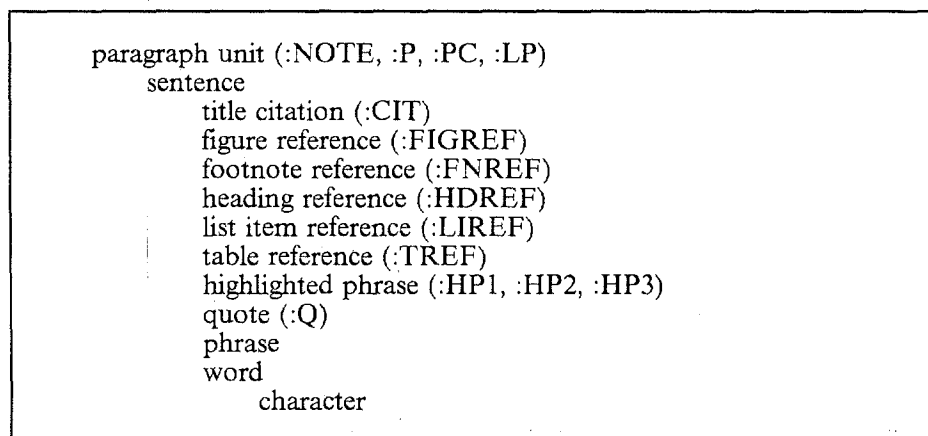 paragraph unit (:NOTE, :P, :PC, :LP)
sentence
title citation (:CIT)
figure reference (:FIGREF)
footnote reference (:FNREF)
heading reference (:HDREF)
list item reference (:LIREF)
table reference (:TREF)
highlighted phrase (:HP1, :HP2, :HP3)
quote (:Q)
phrase
word
character